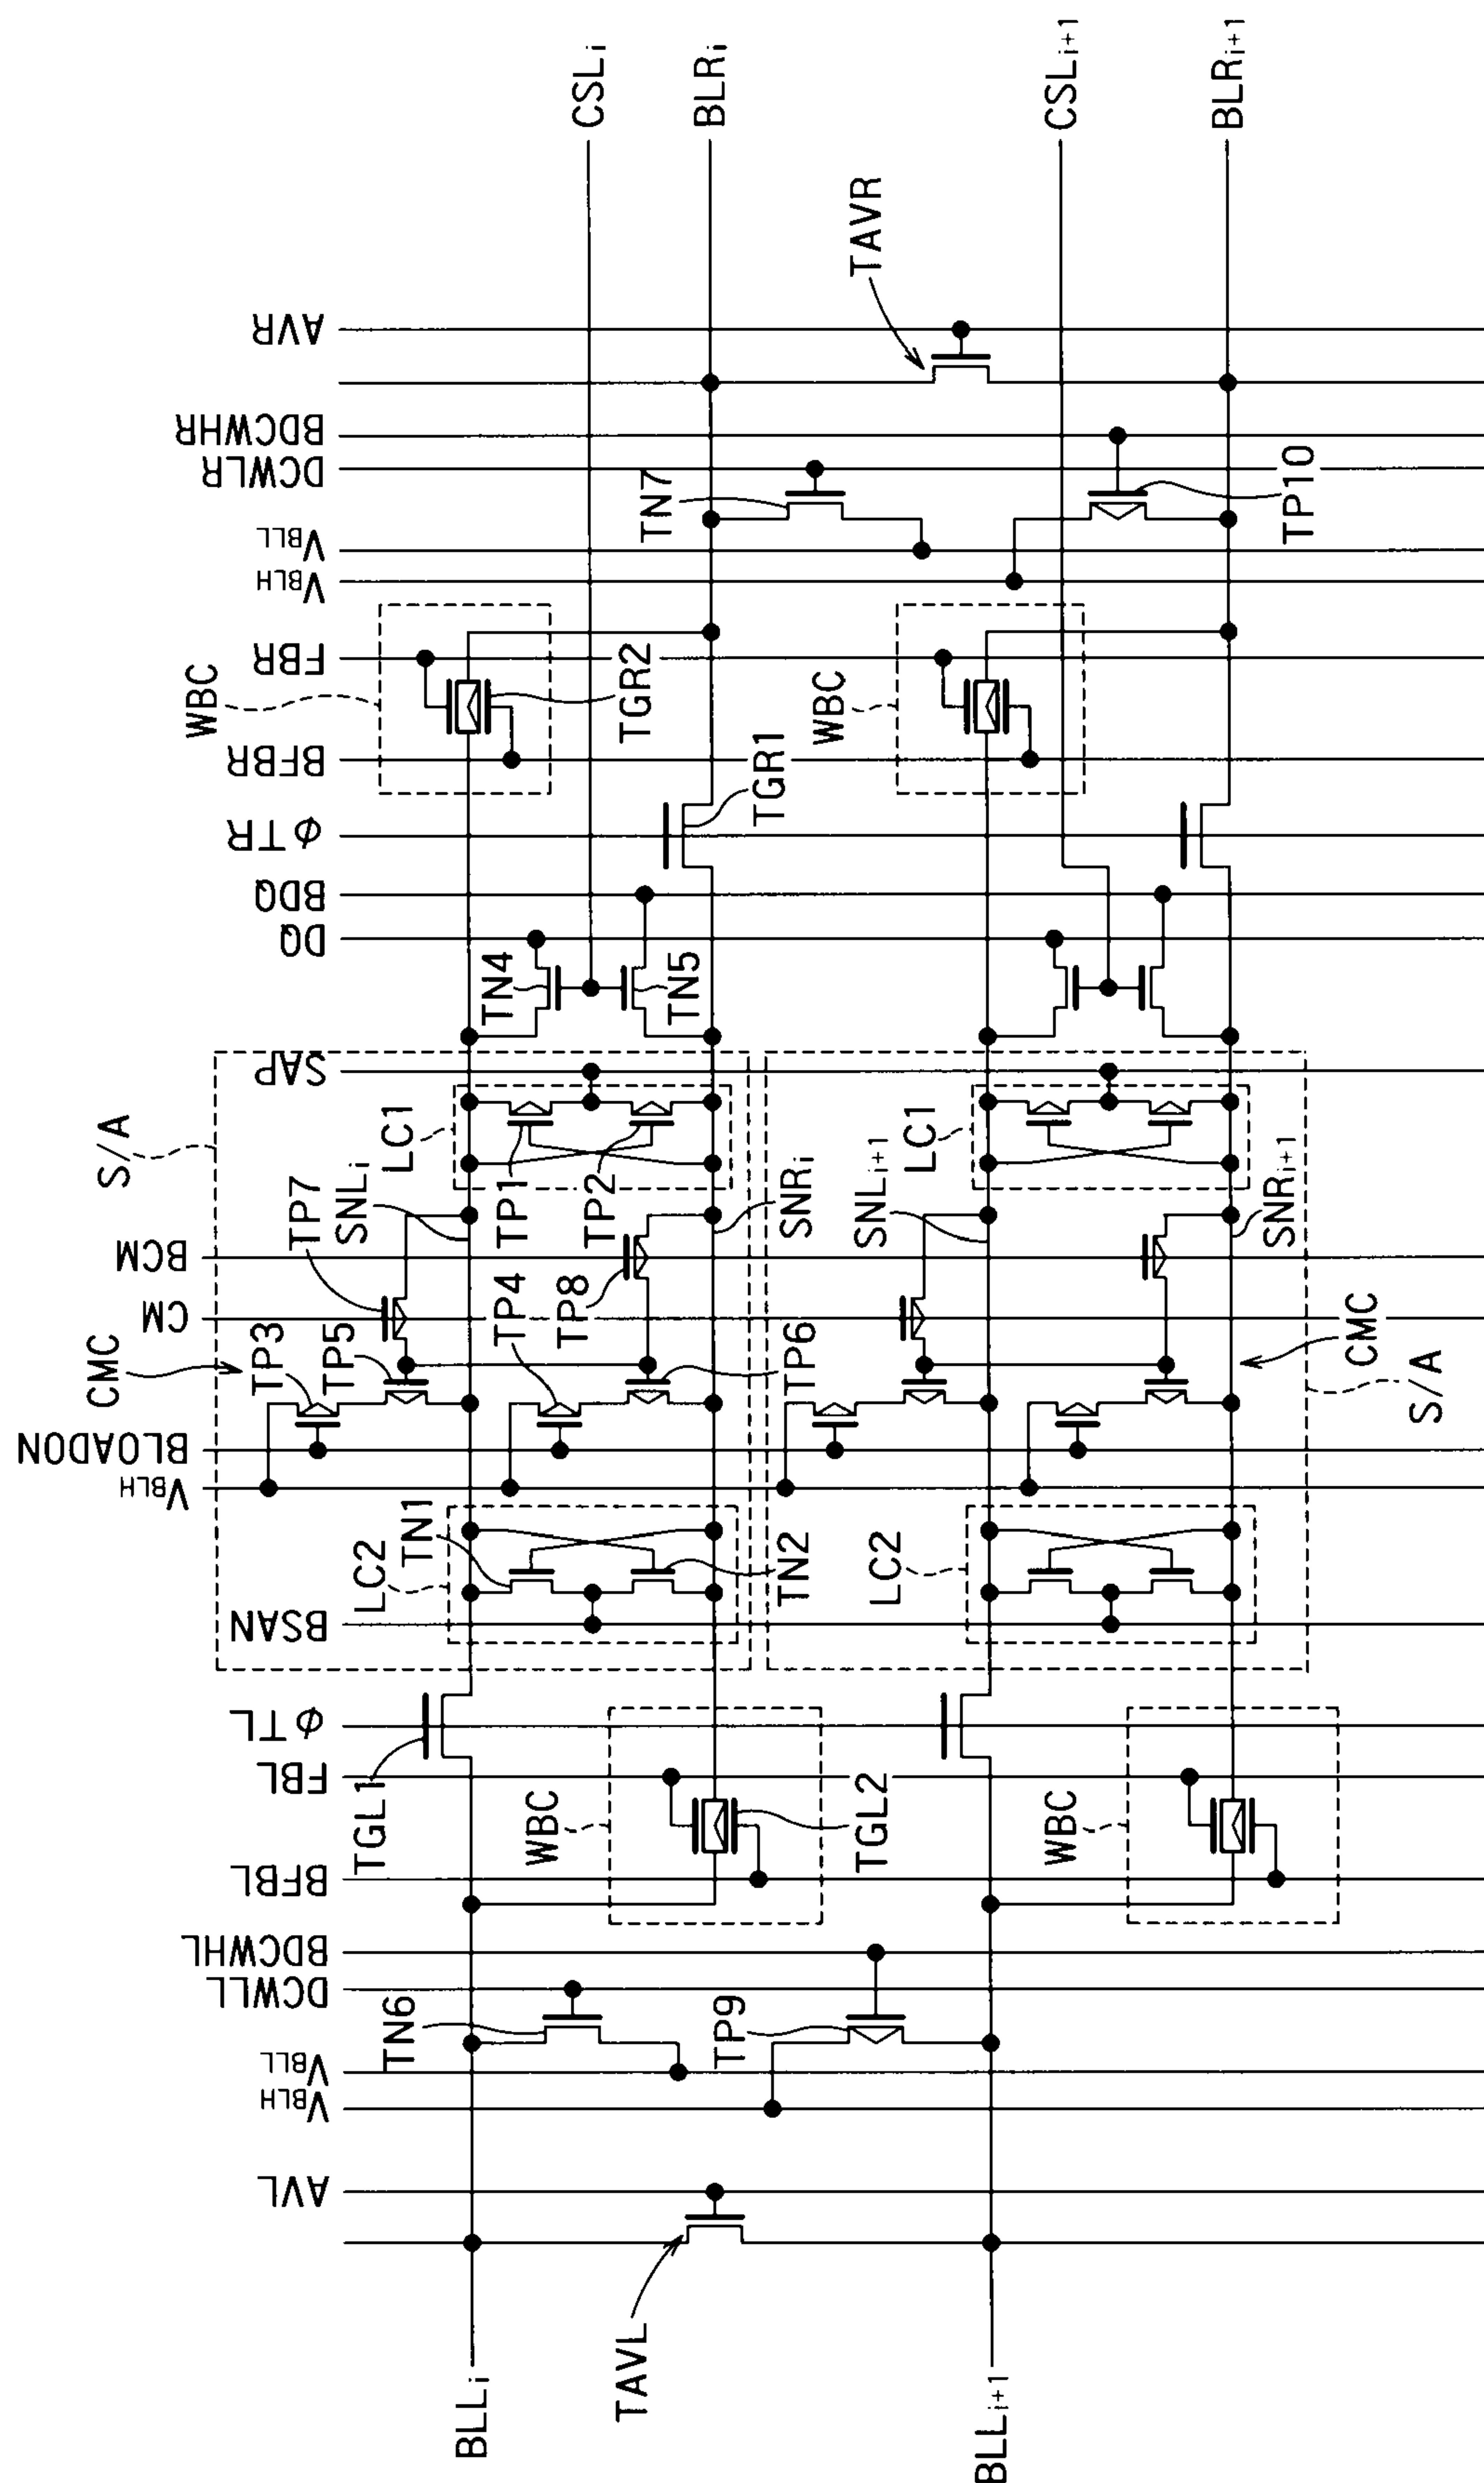 BLLi
BLLi+1
TAVL
AVL
VBLH
VBLL
TN6
TP9
DCWLL
BDCWHL
BFBL
FBL
φTL
TGL1
WBC
TGL2
WBC
BSAN
LC2
TN1
TN2
LC2
VBLH
BLOADON
CMC
TP3
TP5
TP4
TP8
TP6
CMC
S/A
CM
BCM
TP7
SNLi
TP1
TP2
SNRi
SNLi+1
SNRi+1
S/A
LC1
LC1
SAP
TN4
TN5
DQ
BDQ
φTR
TGR1
BFBR
FBR
WBC
TGR2
WBC
VBLH
VBLL
TN7
TP10
DCWLR
BDCWHR
AVR
TAVR
CSLi
BLRi
CSLi+1
BLRi+1